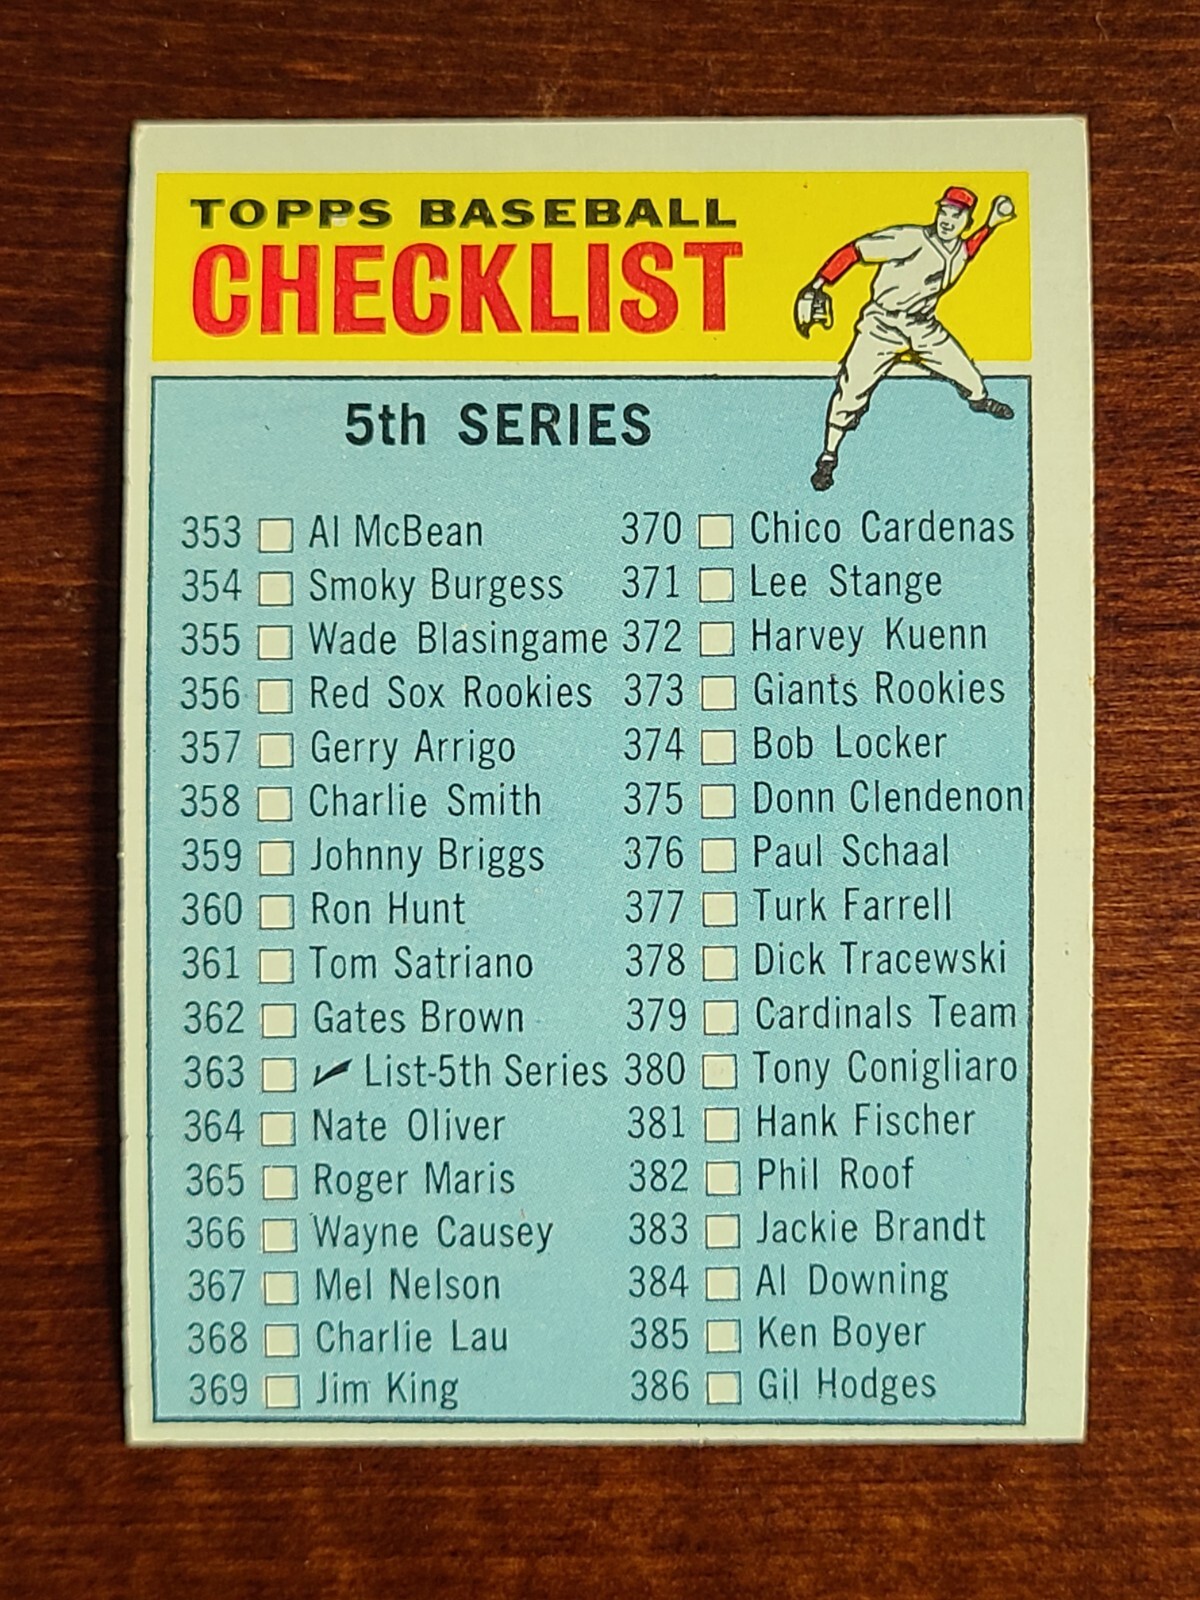 TOPPS BASEBALL
CHECKLIST
5th SERIES
353 Al McBean
354 Smoky Burgess
355 Wade Blasingame
356 Red Sox Rookies
357 Gerry Arrigo
358 Charlie Smith
359 Johnny Briggs
360 Ron Hunt
361 Tom Satriano
362 Gates Brown
363 ✓ List-5th Series
364 Nate Oliver
365 Roger Maris
366 Wayne Causey
367 Mel Nelson
368 Charlie Lau
369 Jim King
370 Chico Cardenas
371 Lee Stange
372 Harvey Kuenn
373 Giants Rookies
374 Bob Locker
375 Donn Clendenon
376 Paul Schaal
377 Turk Farrell
378 Dick Tracewski
379 Cardinals Team
380 Tony Conigliaro
381 Hank Fischer
382 Phil Roof
383 Jackie Brandt
384 Al Downing
385 Ken Boyer
386 Gil Hodges